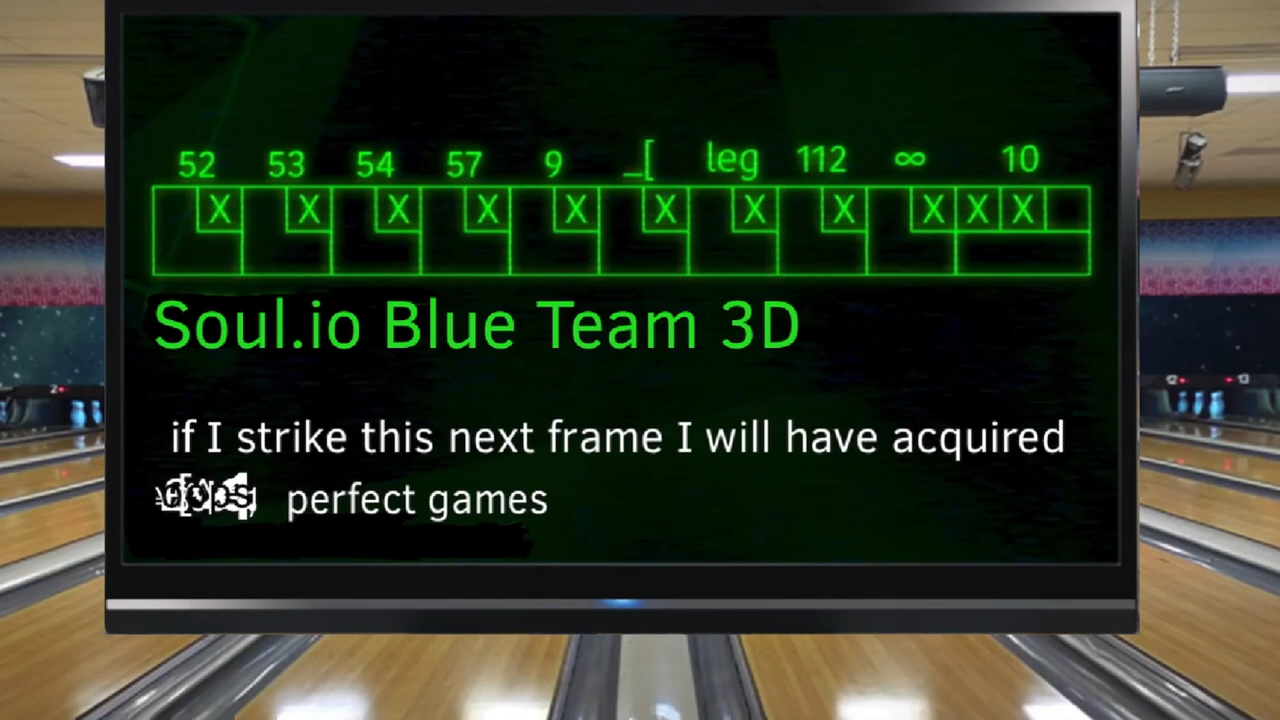 52 53 54 57 9 _[ leg 112 ∞ 10
X X X X X X X X X X X
Soul.io Blue Team 3D
if I strike this next frame I will have acquired
perfect games